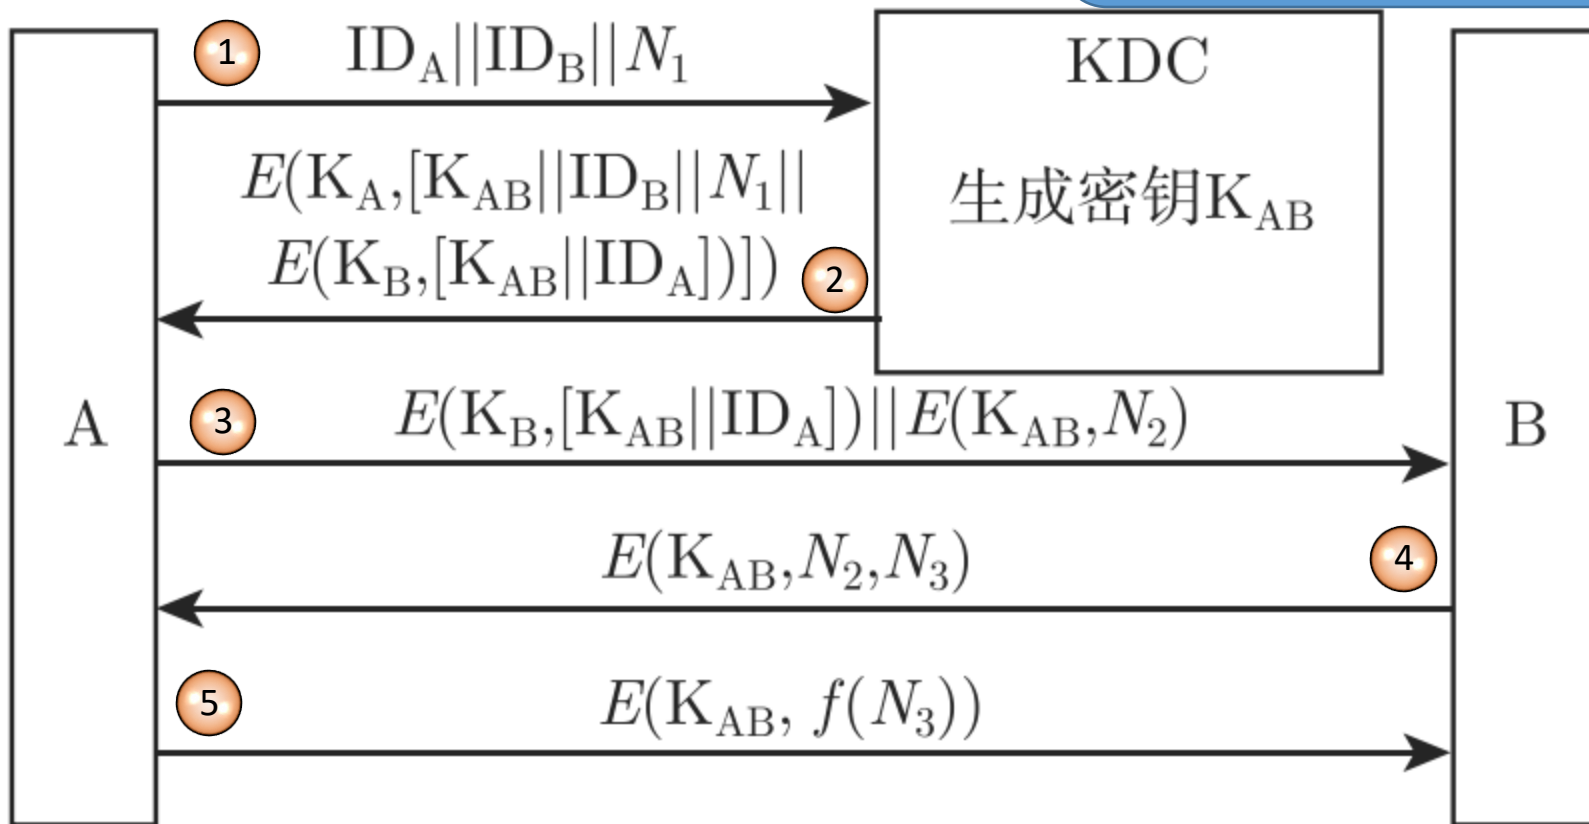 ① ID_A||ID_B||N_1
KDC
生成密钥K_AB
E(K_A,[K_AB||ID_B||N_1||
E(K_B,[K_AB||ID_A])]) ②
A
③ E(K_B,[K_AB||ID_A])||E(K_AB,N_2)
B
E(K_AB,N_2,N_3) ④
⑤ E(K_AB, f(N_3))